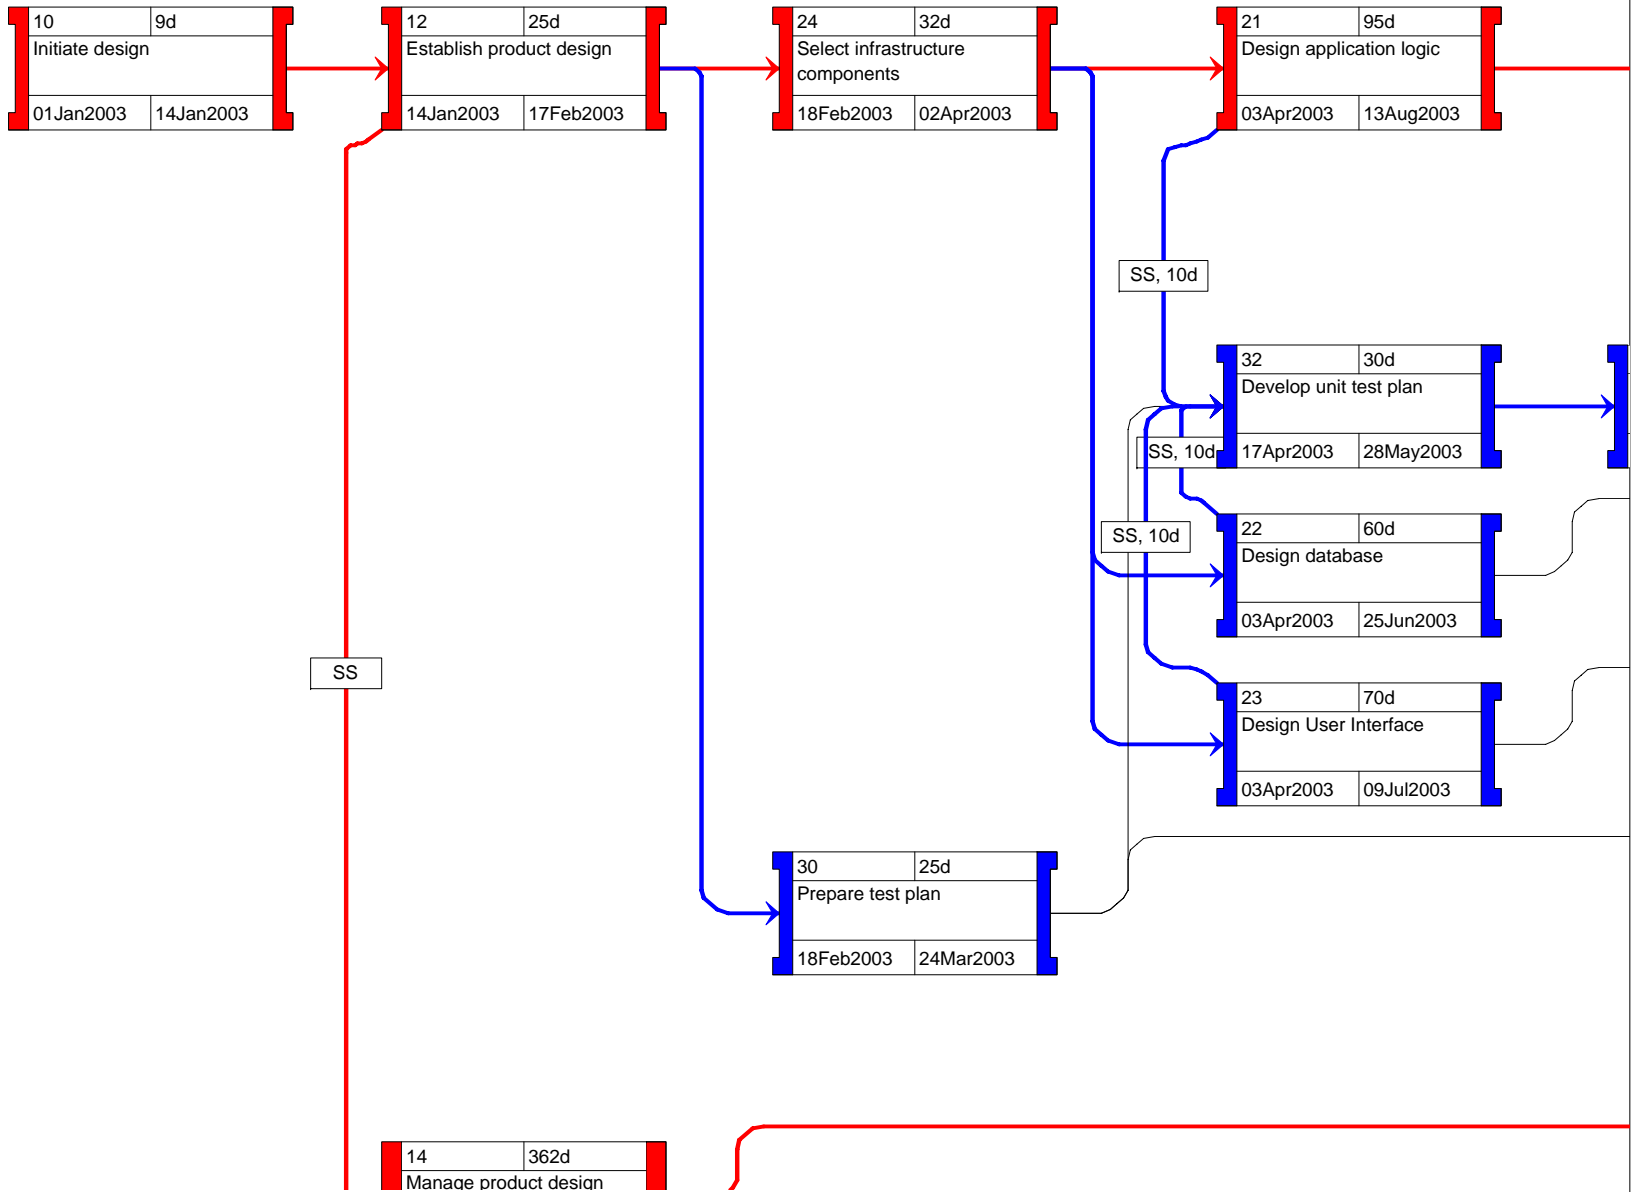 10 9d
Initiate design
01Jan2003 14Jan2003
12 25d
Establish product design
14Jan2003 17Feb2003
24 32d
Select infrastructure
components
18Feb2003 02Apr2003
21 95d
Design application logic
03Apr2003 13Aug2003
SS, 10d
32 30d
Develop unit test plan
17Apr2003 28May2003
SS, 10d
22 60d
Design database
03Apr2003 25Jun2003
SS, 10d
SS
23 70d
Design User Interface
03Apr2003 09Jul2003
30 25d
Prepare test plan
18Feb2003 24Mar2003
14 362d
Manage product design